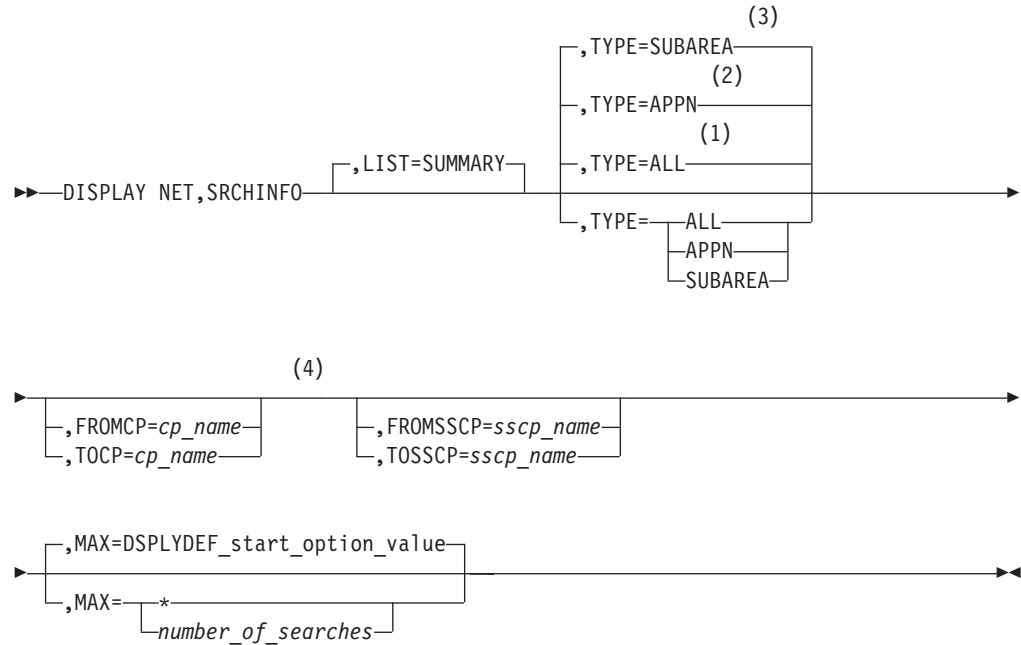 (3)
,TYPE=SUBAREA
(2)
,TYPE=APPN
(1)
,LIST=SUMMARY ,TYPE=ALL
DISPLAY NET,SRCHINFO
,TYPE= ALL
APPN
SUBAREA
(4)
,FROMCP=cp_name ,FROMSSCP=sscp_name
,TOCP=cp_name ,TOSSCP=sscp_name
,MAX=DSPLYDEF_start_option_value
,MAX= *
number_of_searches